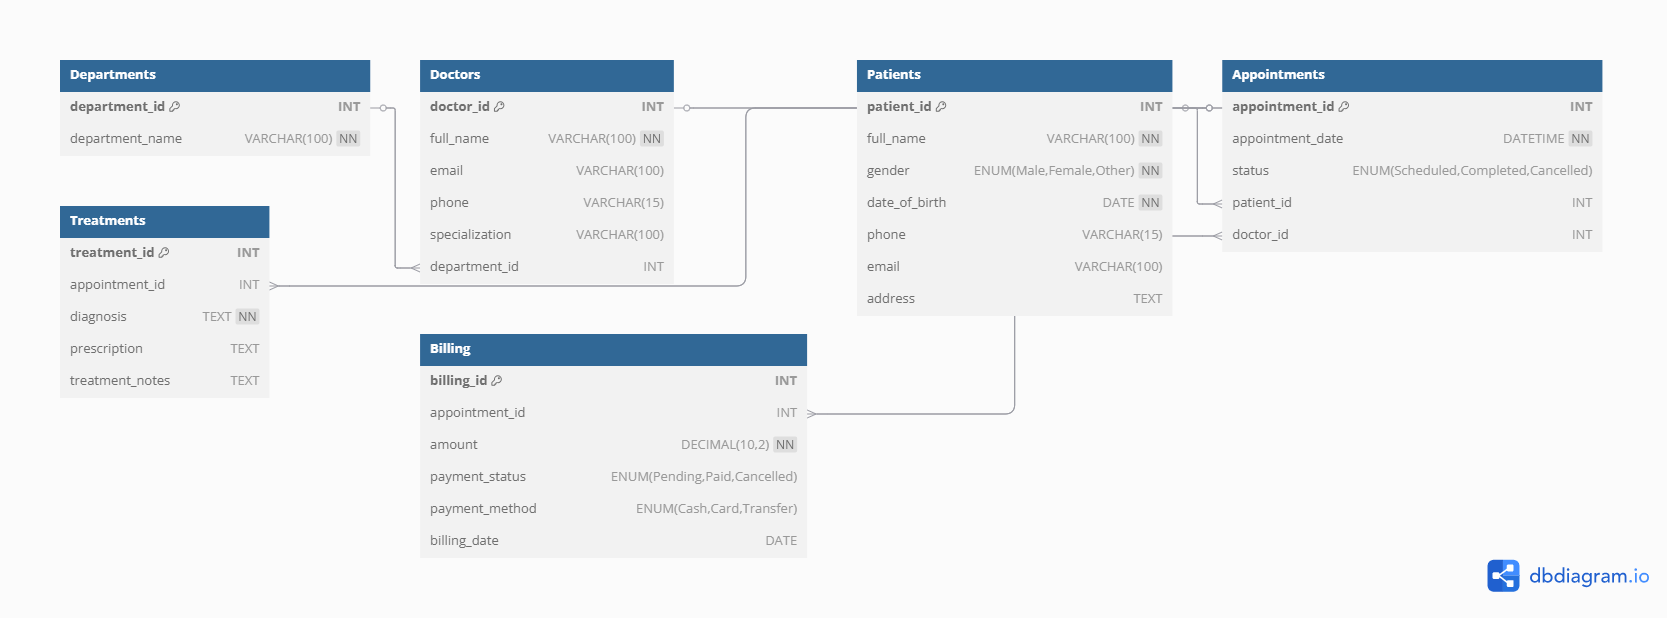 Departments
department_id INT
department_name VARCHAR(100) NN
Treatments
treatment_id INT
appointment_id INT
diagnosis TEXT NN
prescription TEXT
treatment_notes TEXT
Doctors
doctor_id INT
full_name VARCHAR(100) NN
email VARCHAR(100)
phone VARCHAR(15)
specialization VARCHAR(100)
department_id INT
Billing
billing_id INT
appointment_id INT
amount DECIMAL(10,2) NN
payment_status ENUM(Pending,Paid,Cancelled)
payment_method ENUM(Cash,Card,Transfer)
billing_date DATE
Patients
patient_id INT
full_name VARCHAR(100) NN
gender ENUM(Male,Female,Other) NN
date_of_birth DATE NN
phone VARCHAR(15)
email VARCHAR(100)
address TEXT
Appointments
appointment_id INT
appointment_date DATETIME NN
status ENUM(Scheduled,Completed,Cancelled)
patient_id INT
doctor_id INT
dbdiagram.io